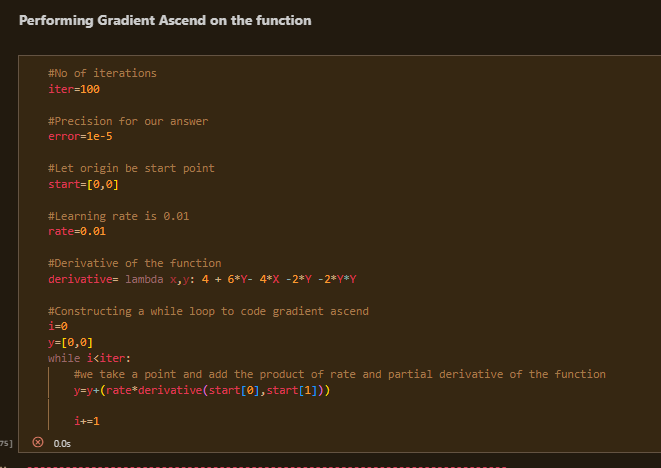 Performing Gradient Ascend on the function
#No of iterations
iter=100
#Precision for our answer
error=1e-5
#Let origin be start point
start=[0,0]
#Learning rate is 0.01
rate=0.01
#Derivative of the function
derivative= lambda x,y: 4 + 6*Y- 4*X -2*Y -2*Y*Y
#Constructing a while loop to code gradient ascend
i=0
y=[0,0]
while i<iter:
#we take a point and add the product of rate and partial derivative of the function
y=y+(rate*derivative(start[0],start[1]))
i+=1
75] 0.0s